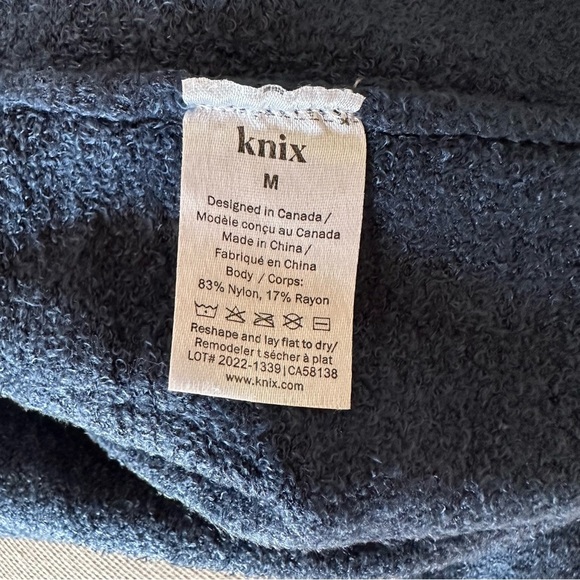 knix
M
Designed in Canada /
Modèle conçu au Canada
Made in China /
Fabriqué en China
Body / Corps:
83% Nylon, 17% Rayon
Reshape and lay flat to dry/
Remodeler t sécher à plat
LOT# 2022-1339 | CA58138
www.knix.com